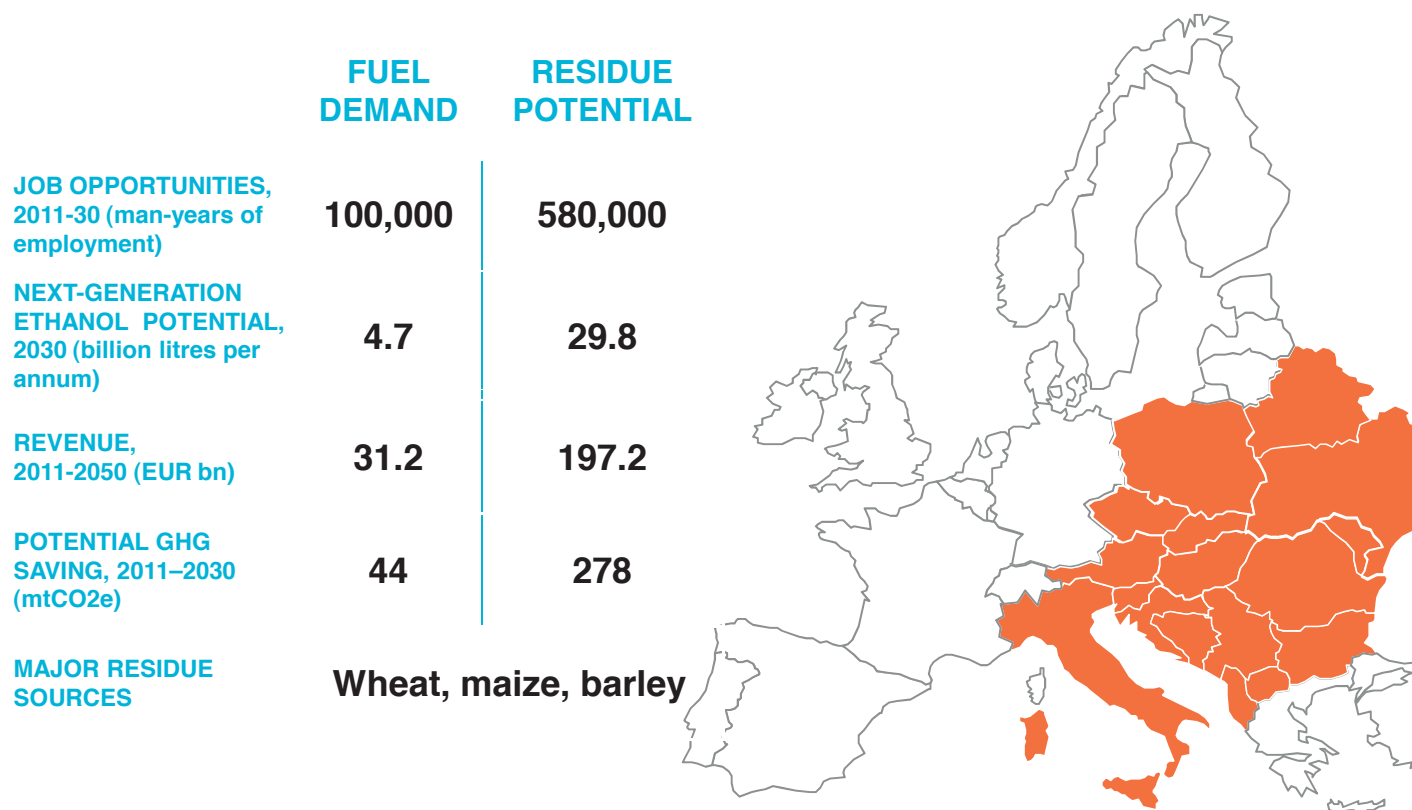 FUEL
DEMAND
RESIDUE
POTENTIAL
JOB OPPORTUNITIES,
2011-30 (man-years of
employment)
100,000
580,000
NEXT-GENERATION
ETHANOL POTENTIAL,
2030 (billion litres per
annum)
4.7
29.8
REVENUE,
2011-2050 (EUR bn)
31.2
197.2
POTENTIAL GHG
SAVING, 2011–2030
(mtCO2e)
44
278
MAJOR RESIDUE
SOURCES
Wheat, maize, barley